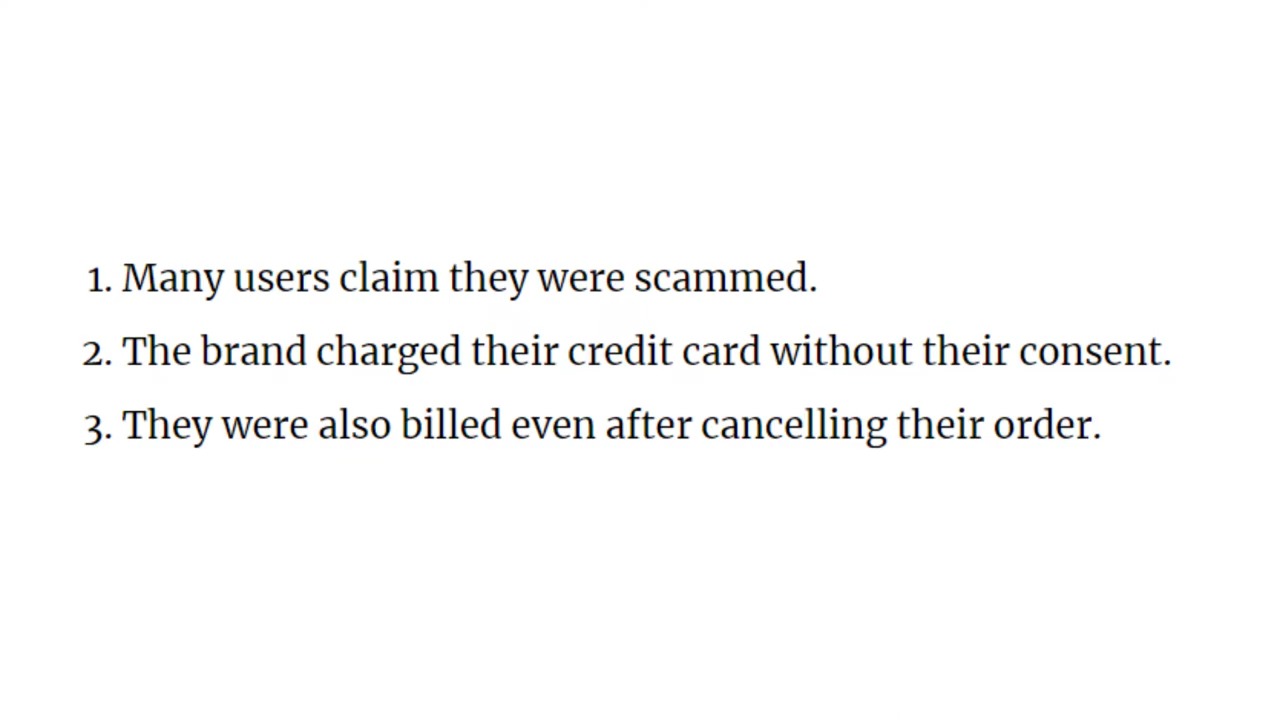 1. Many users claim they were scammed.
2. The brand charged their credit card without their consent.
3. They were also billed even after cancelling their order.